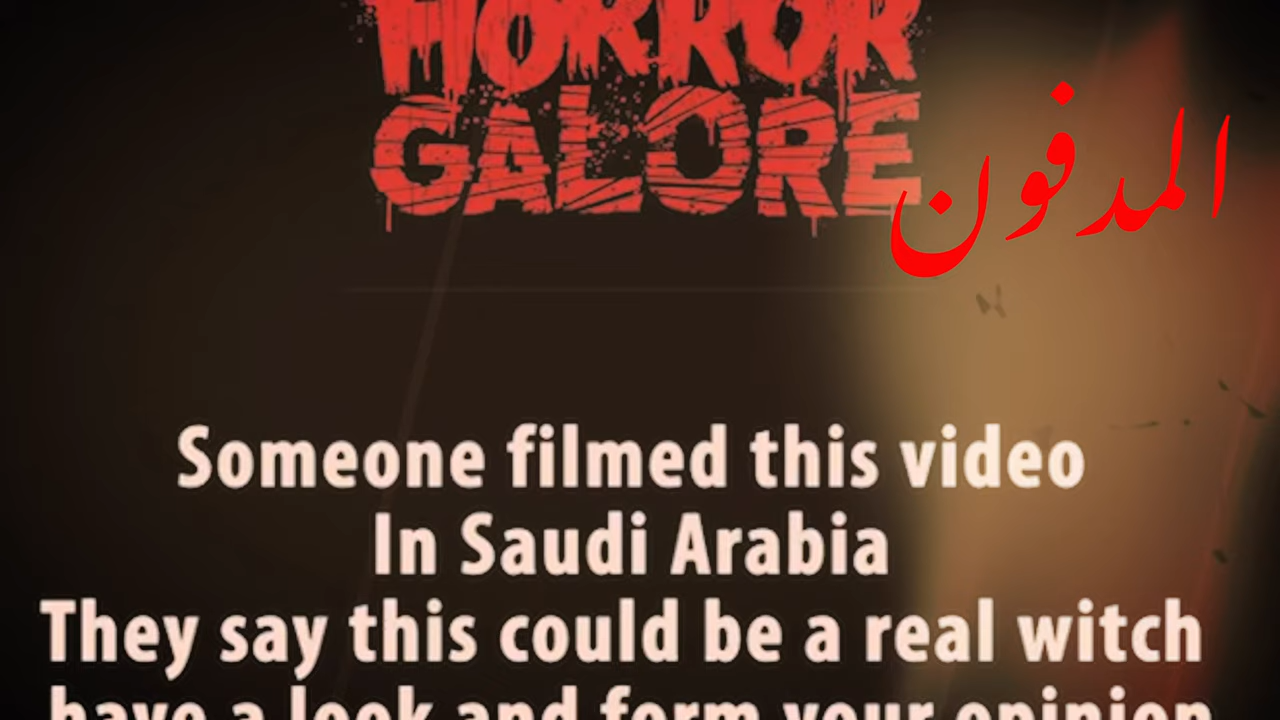 HORROR
GALORE
المدفون
Someone filmed this video
In Saudi Arabia
They say this could be a real witch
have a look and form your opinion